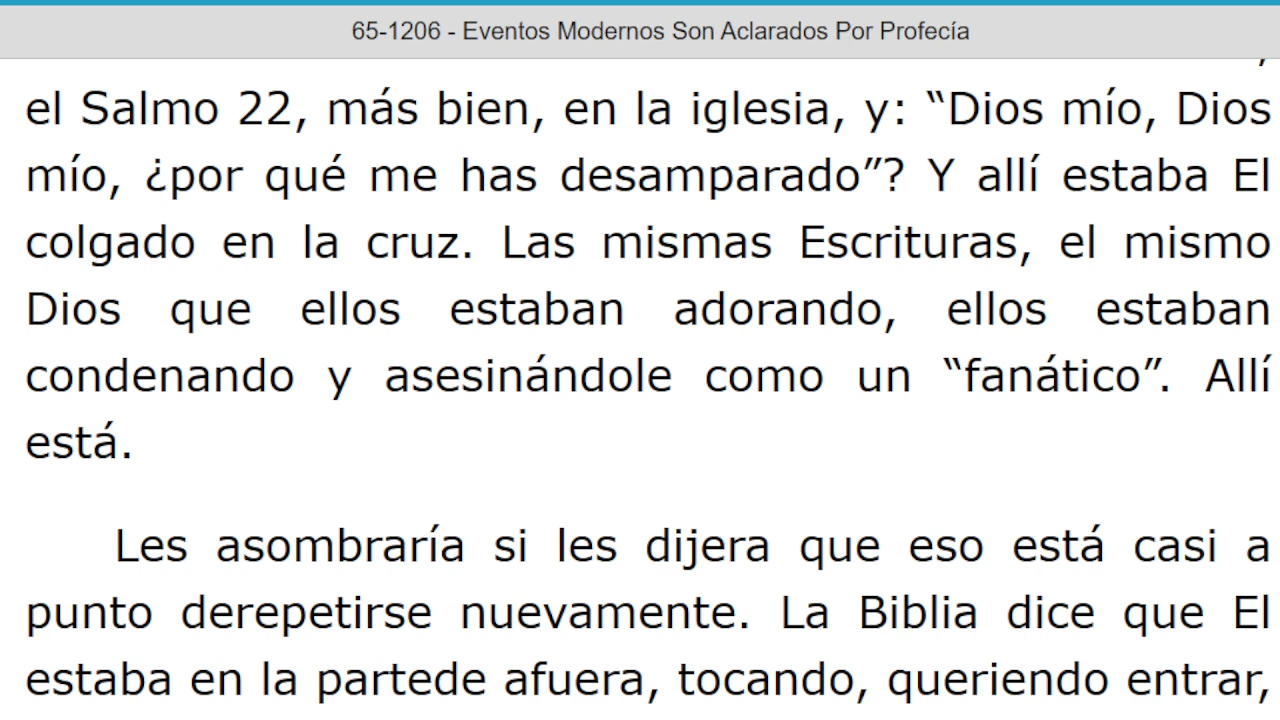 65-1206 - Eventos Modernos Son Aclarados Por Profecía
el Salmo 22, más bien, en la iglesia, y: “Dios mío, Dios
mío, ¿por qué me has desamparado”? Y allí estaba El
colgado en la cruz. Las mismas Escrituras, el mismo
Dios que ellos estaban adorando, ellos estaban
condenando y asesinándole como un “fanático”. Allí
está.
Les asombraría si les dijera que eso está casi a
punto derepetirse nuevamente. La Biblia dice que El
estaba en la partede afuera, tocando, queriendo entrar,